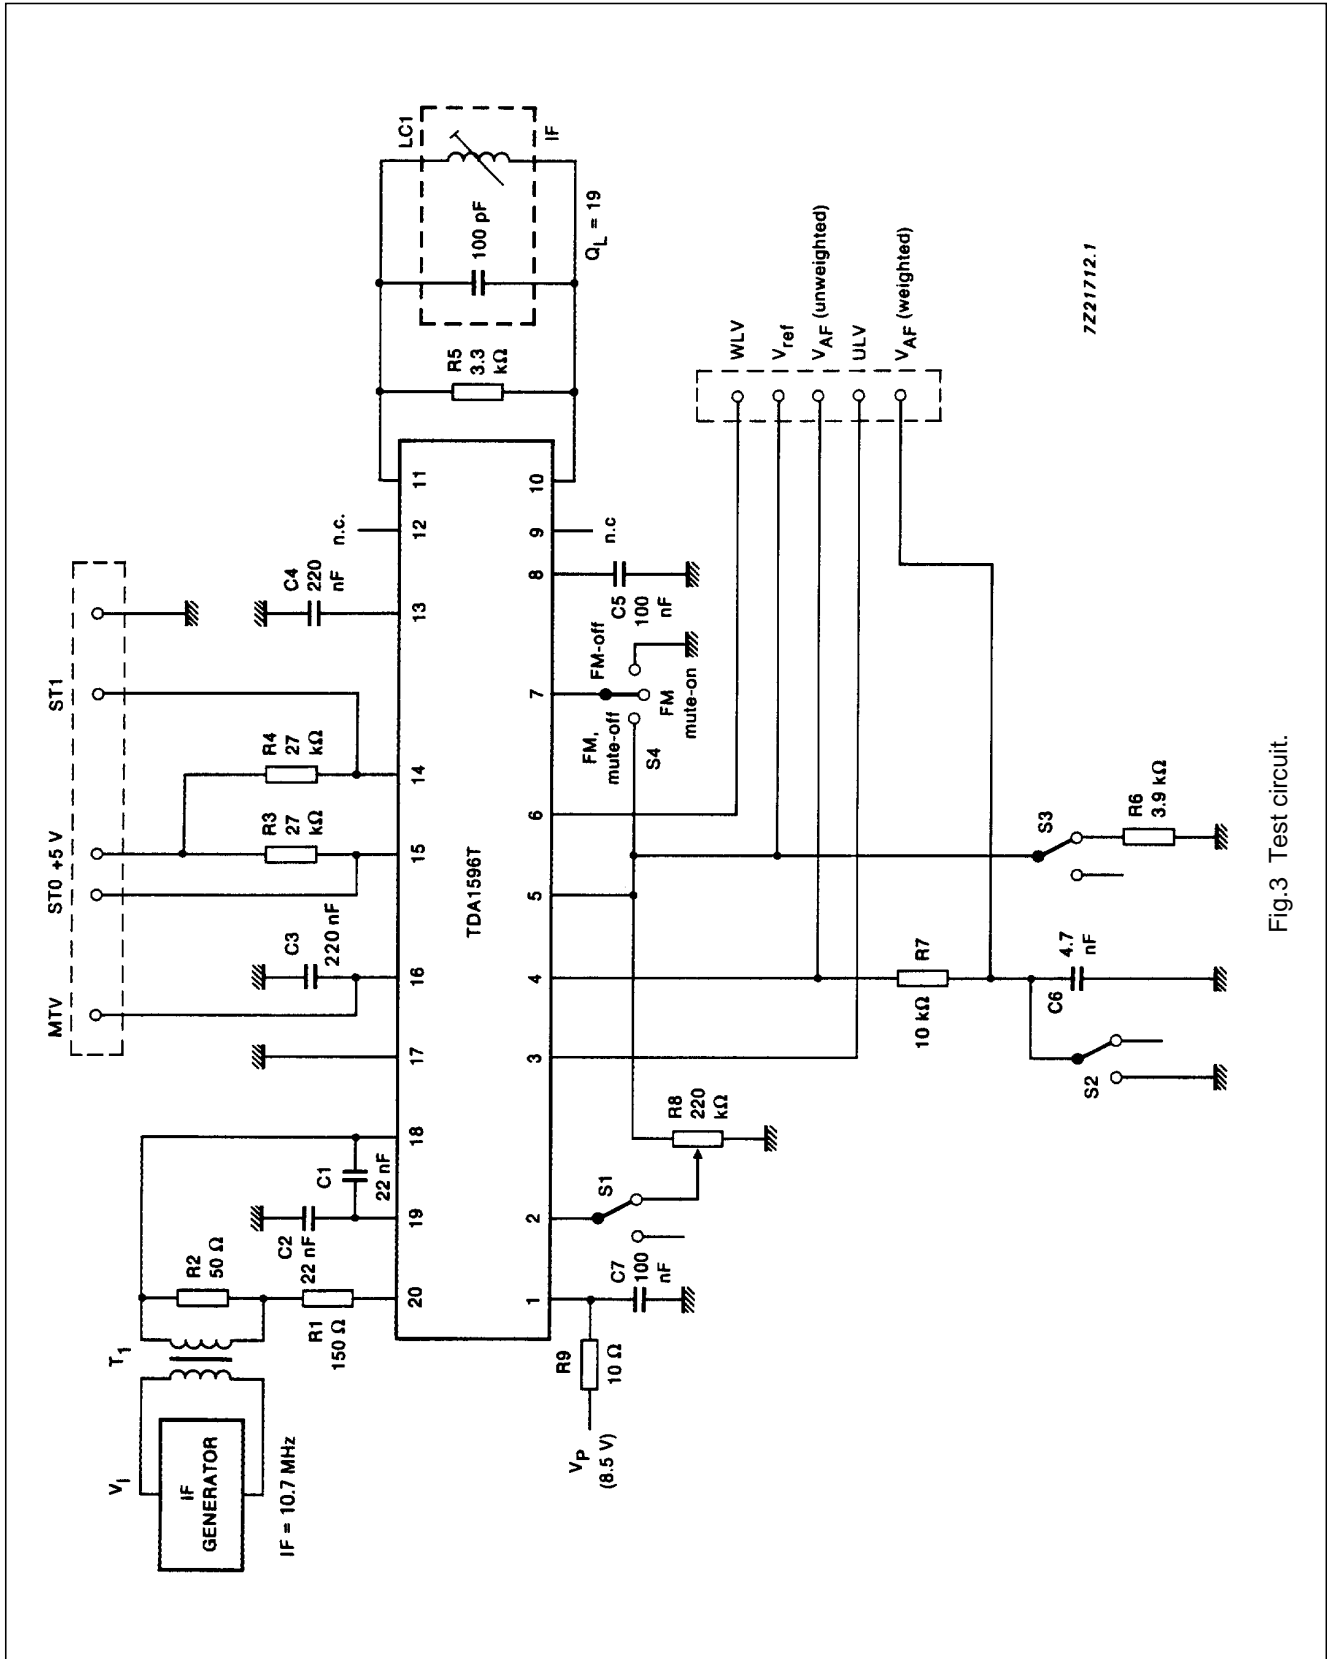 V_I
IF
GENERATOR
IF = 10.7 MHz
T_1
R2
50 Ω
R1
150 Ω
C2
22 nF
C1
22 nF
MTV
ST0 +5 V
ST1
C3
220 nF
R3
27
kΩ
R4
27
kΩ
C4
220
nF
n.c.
LC1
IF
100 pF
Q_L = 19
R5
3.3
kΩ
20
19
18
17
16
15
14
13
12
11
TDA1596T
1
2
3
4
5
6
7
8
9
10
V_P
(8.5 V)
R9
10 Ω
C7
100
nF
S1
R8
220
kΩ
FM,
mute-off
S4
FM-off
FM
mute-on
C5
100
nF
n.c
WLV
V_ref
V_AF (unweighted)
ULV
V_AF (weighted)
R7
10 kΩ
S2
C6
4.7
nF
S3
R6
3.9 kΩ
7Z21712.1
Fig.3 Test circuit.